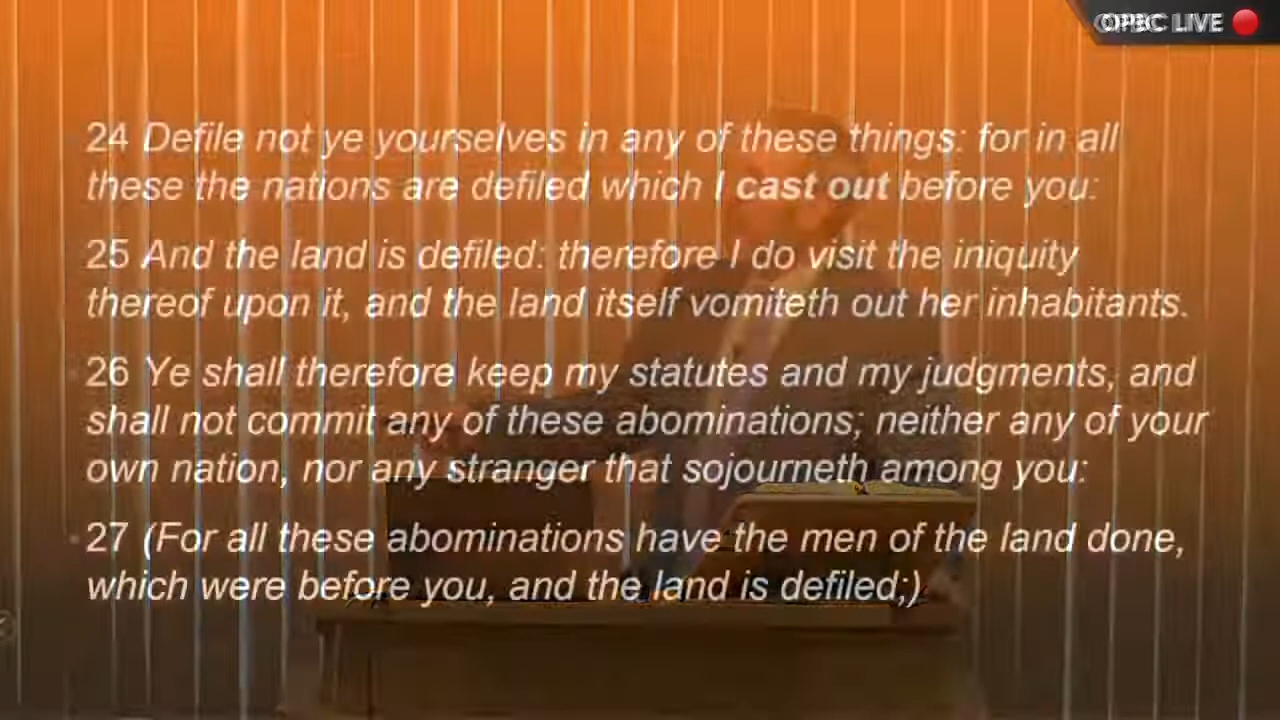 OPBC LIVE
24 Defile not ye yourselves in any of these things: for in all
these the nations are defiled which I cast out before you:
25 And the land is defiled: therefore I do visit the iniquity
thereof upon it, and the land itself vomiteth out her inhabitants.
26 Ye shall therefore keep my statutes and my judgments, and
shall not commit any of these abominations; neither any of your
own nation, nor any stranger that sojourneth among you:
27 (For all these abominations have the men of the land done,
which were before you, and the land is defiled;)